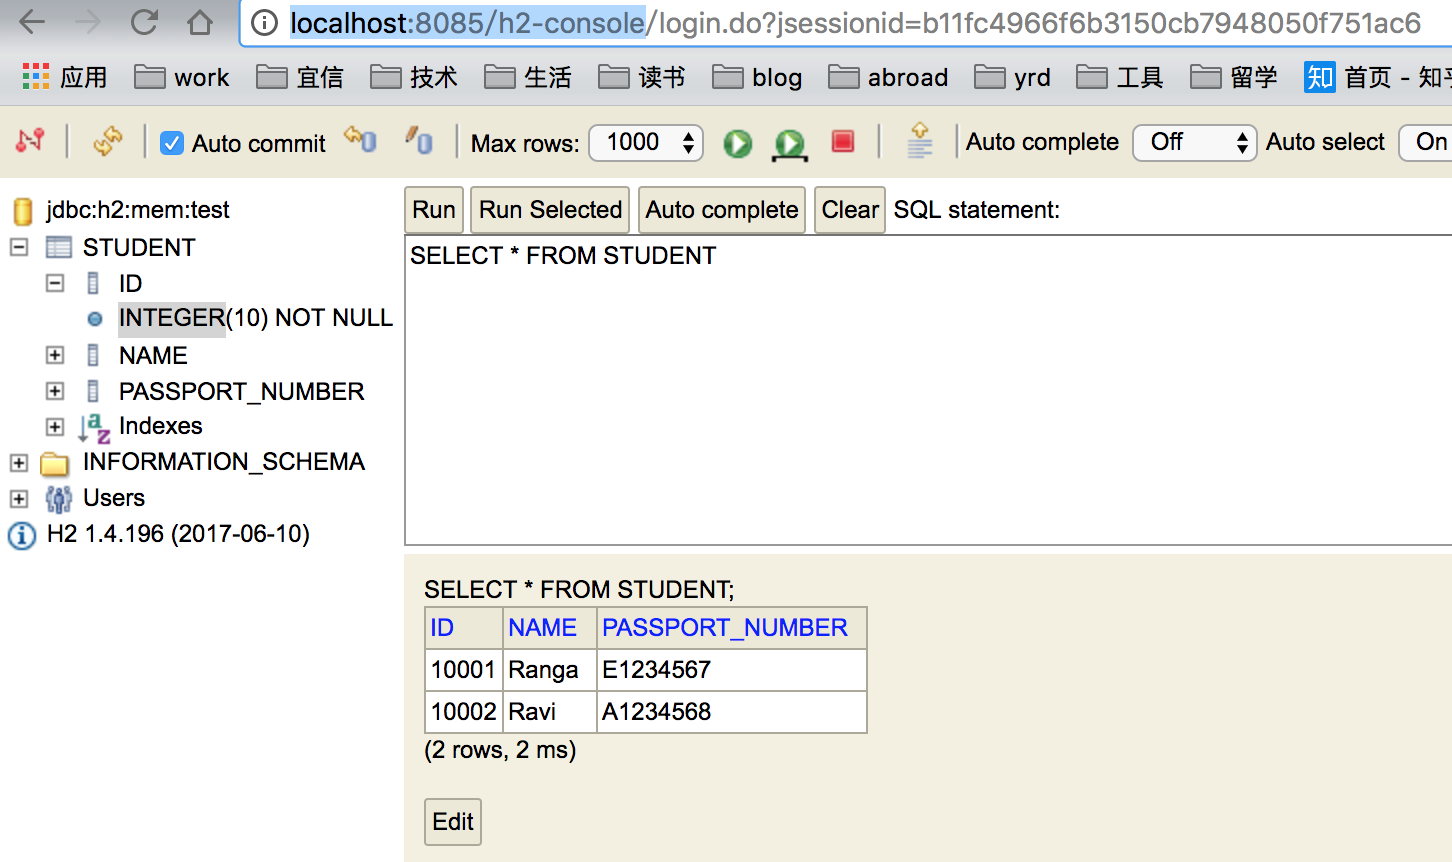 localhost:8085/h2-console/login.do?jsessionid=b11fc4966f6b3150cb7948050f751ac6
应用 work 宜信 技术 生活 读书 blog abroad yrd 工具 留学 知 首页 - 知乎
Auto commit Max rows: 1000 Auto complete Off Auto select On
jdbc:h2:mem:test
STUDENT
ID
INTEGER(10) NOT NULL
NAME
PASSPORT_NUMBER
Indexes
INFORMATION_SCHEMA
Users
H2 1.4.196 (2017-06-10)
Run Run Selected Auto complete Clear SQL statement:
SELECT * FROM STUDENT
SELECT * FROM STUDENT;
ID NAME PASSPORT_NUMBER
10001 Ranga E1234567
10002 Ravi A1234568
(2 rows, 2 ms)
Edit